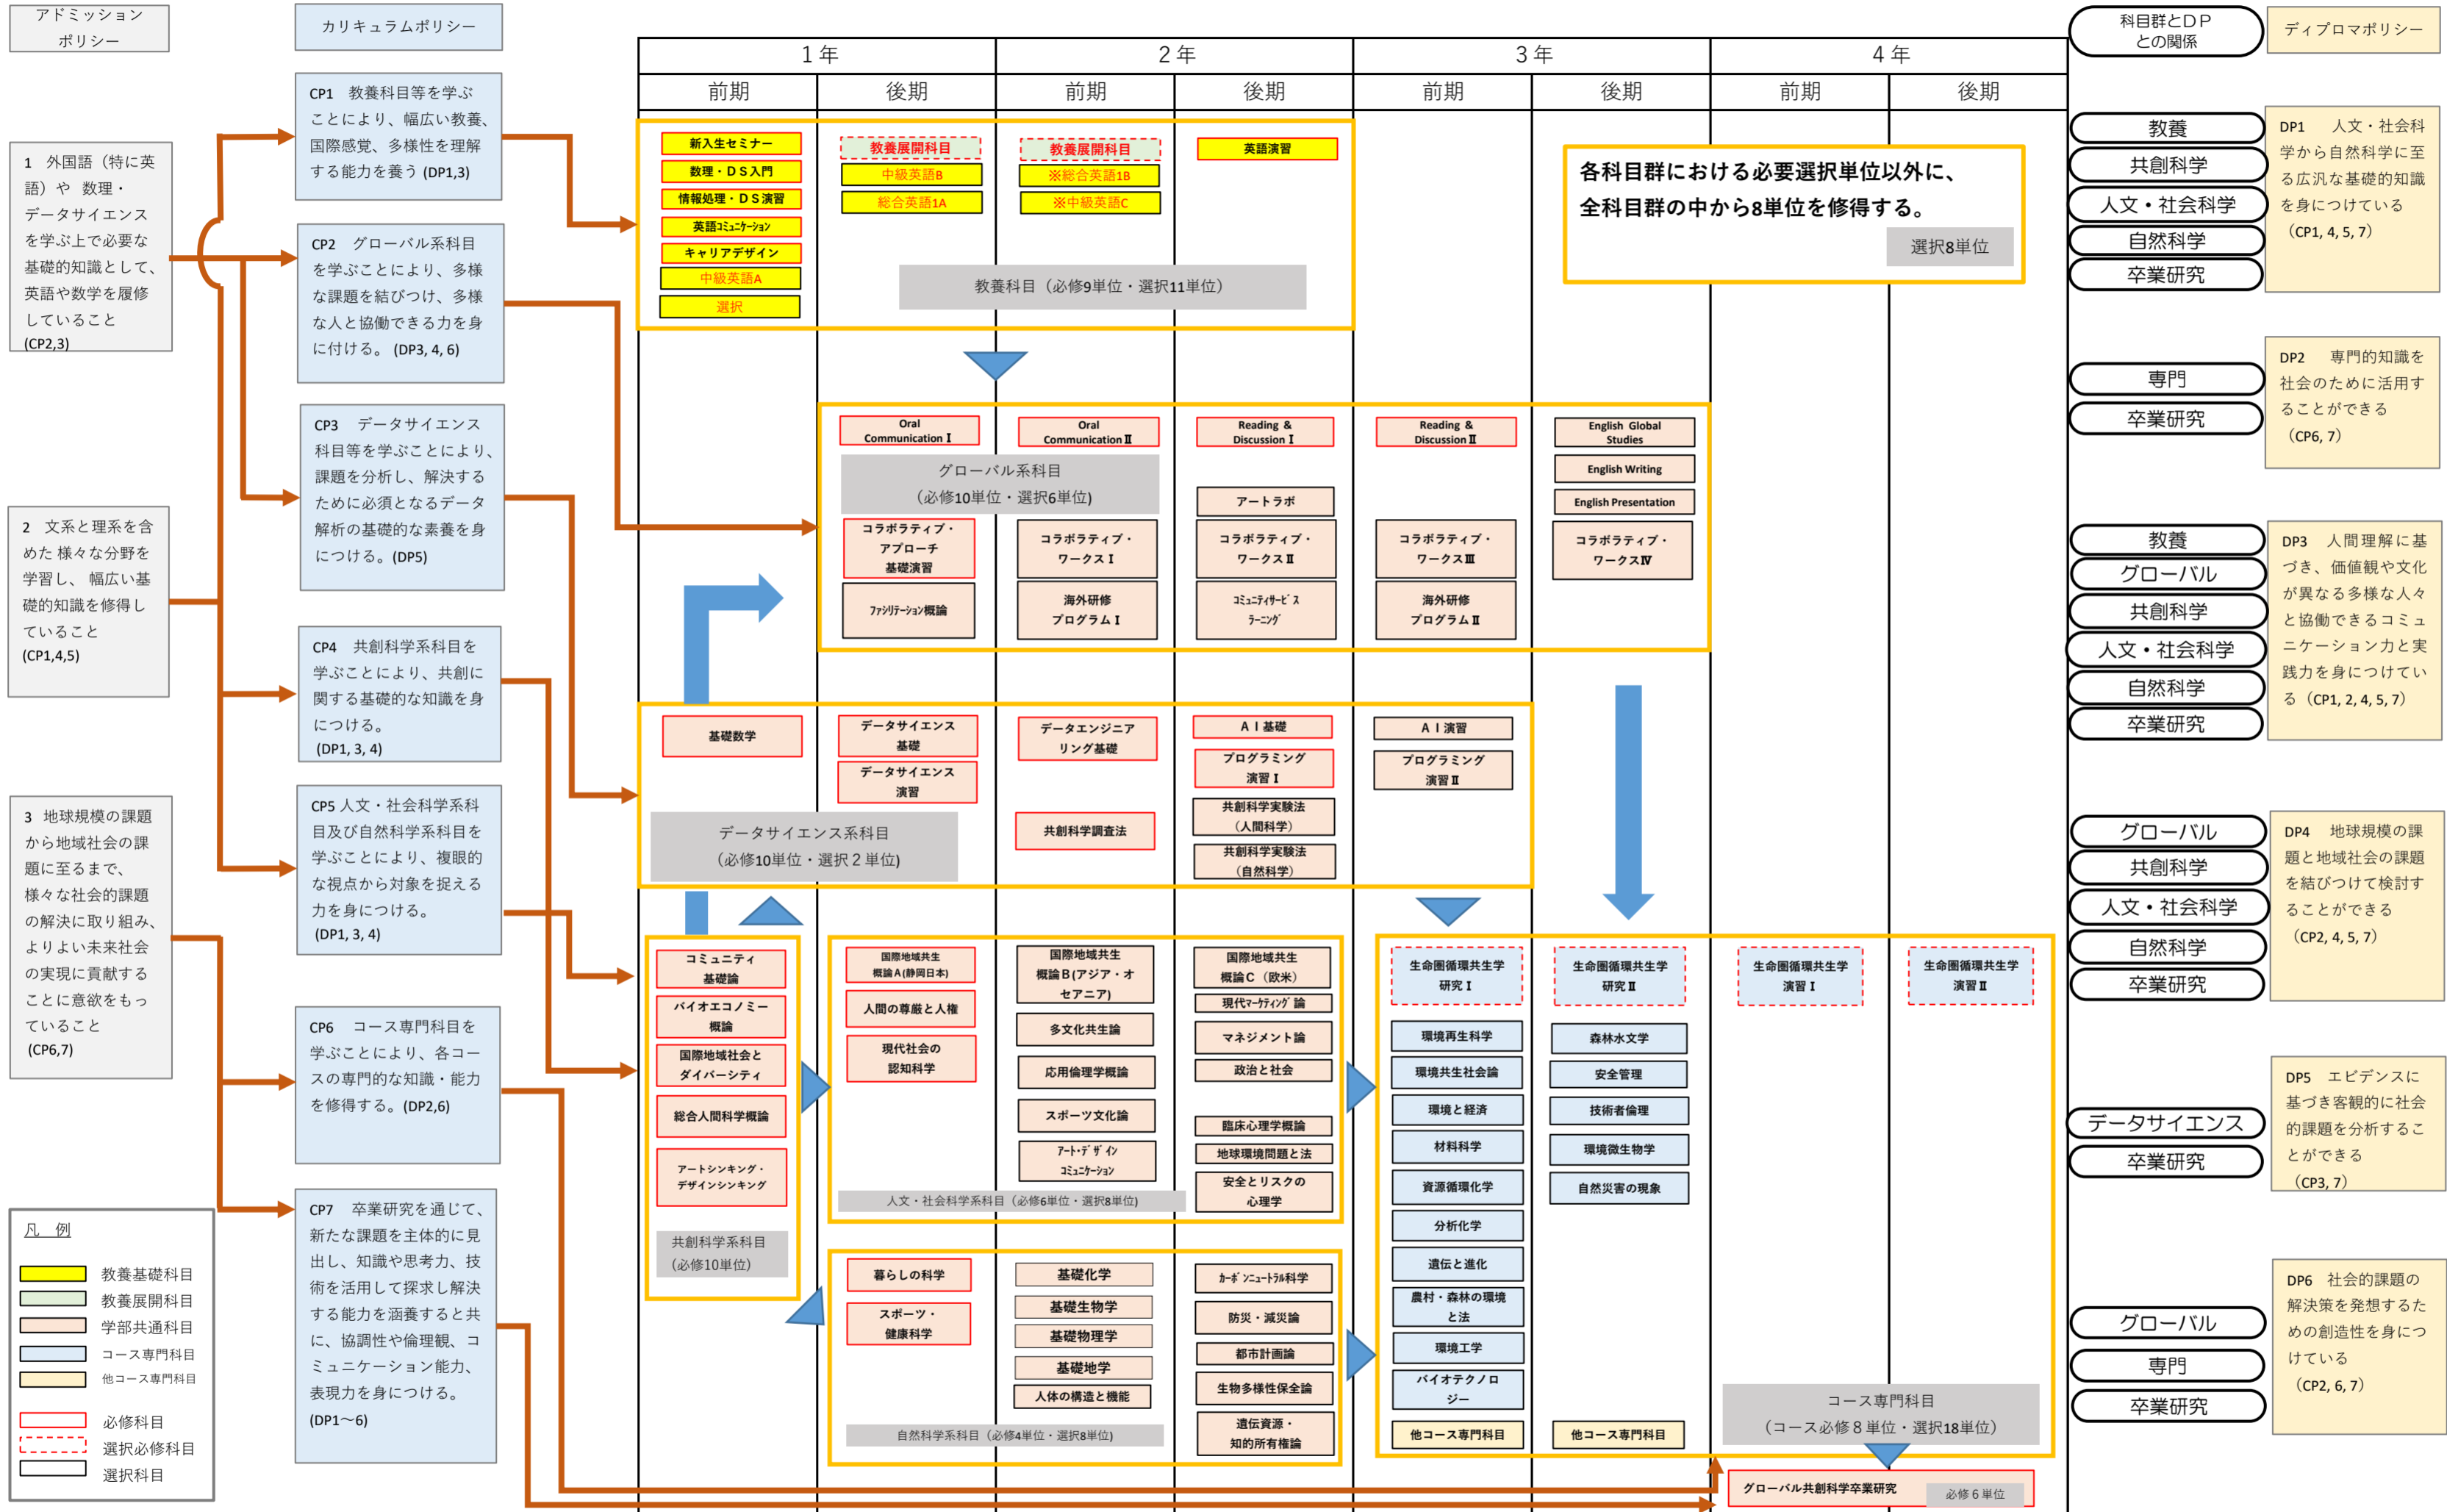 アドミッション
ポリシー
1 外国語（特に英
語）や 数理・
データサイエンス
を学ぶ上で必要な
基礎的知識として、
英語や数学を履修
していること
(CP2,3)
2 文系と理系を含
めた 様々な分野を
学習し、 幅広い基
礎的知識を修得し
ていること
(CP1,4,5)
3 地球規模の課題
から地域社会の課
題に至るまで、
様々な社会的課題
の解決に取り組み、
よりよい未来社会
の実現に貢献する
ことに意欲をもっ
ていること
(CP6,7)
凡 例
教養基礎科目
教養展開科目
学部共通科目
コース専門科目
他コース専門科目
必修科目
選択必修科目
選択科目
カリキュラムポリシー
CP1 教養科目等を学ぶ
ことにより、幅広い教養、
国際感覚、多様性を理解
する能力を養う (DP1,3)
CP2 グローバル系科目
を学ぶことにより、多様
な課題を結びつけ、多様
な人と協働できる力を身
に付ける。 (DP3, 4, 6)
CP3 データサイエンス
科目等を学ぶことにより、
課題を分析し、解決する
ために必須となるデータ
解析の基礎的な素養を身
につける。(DP5)
CP4 共創科学系科目を
学ぶことにより、共創に
関する基礎的な知識を身
につける。
(DP1, 3, 4)
CP5 人文・社会科学系科
目及び自然科学系科目を
学ぶことにより、複眼的
な視点から対象を捉える
力を身につける。
(DP1, 3, 4)
CP6 コース専門科目を
学ぶことにより、各コー
スの専門的な知識・能力
を修得する。(DP2,6)
CP7 卒業研究を通じて、
新たな課題を主体的に見
出し、知識や思考力、技
術を活用して探求し解決
する能力を涵養すると共
に、協調性や倫理観、コ
ミュニケーション能力、
表現力を身につける。
(DP1～6)
1年 2年 3年 4年
前期 後期 前期 後期 前期 後期 前期 後期
新入生セミナー
数理・DS入門
情報処理・DS演習
英語コミュニケーション
キャリアデザイン
中級英語A
選択
教養展開科目
中級英語B
総合英語1A
教養展開科目
※総合英語1B
※中級英語C
英語演習
教養科目（必修9単位・選択11単位）
各科目群における必要選択単位以外に、
全科目群の中から8単位を修得する。
選択8単位
Oral
Communication Ⅰ
グローバル系科目
（必修10単位・選択6単位）
コラボラティブ・
アプローチ
基礎演習
ファシリテーション概論
Oral
Communication Ⅱ
コラボラティブ・
ワークスⅠ
海外研修
プログラムⅠ
Reading &
Discussion Ⅰ
アートラボ
コラボラティブ・
ワークスⅡ
コミュニティサービス
ラーニング
Reading &
Discussion Ⅱ
コラボラティブ・
ワークスⅢ
海外研修
プログラムⅡ
English Global
Studies
English Writing
English Presentation
コラボラティブ・
ワークスⅣ
基礎数学
データサイエンス
基礎
データサイエンス
演習
データサイエンス系科目
（必修10単位・選択２単位）
データエンジニア
リング基礎
共創科学調査法
AI基礎
プログラミング
演習Ⅰ
共創科学実験法
（人間科学）
共創科学実験法
（自然科学）
AI演習
プログラミング
演習Ⅱ
コミュニティ
基礎論
バイオエコノミー
概論
国際地域社会と
ダイバーシティ
総合人間科学概論
アートシンキング・
デザインシンキング
共創科学系科目
（必修10単位）
国際地域共生
概論A(静岡日本)
人間の尊厳と人権
現代社会の
認知科学
国際地域共生
概論B(アジア・オ
セアニア)
多文化共生論
応用倫理学概論
スポーツ文化論
アート・デザイン
コミュニケーション
国際地域共生
概論C（欧米）
現代マーケティング論
マネジメント論
政治と社会
臨床心理学概論
地球環境問題と法
安全とリスクの
心理学
人文・社会科学系科目（必修6単位・選択8単位）
暮らしの科学
スポーツ・
健康科学
基礎化学
基礎生物学
基礎物理学
基礎地学
人体の構造と機能
カーボンニュートラル科学
防災・減災論
都市計画論
生物多様性保全論
遺伝資源・
知的所有権論
自然科学系科目（必修4単位・選択8単位）
生命圏循環共生学
研究Ⅰ
環境再生科学
環境共生社会論
環境と経済
材料科学
資源循環化学
分析化学
遺伝と進化
農村・森林の環境
と法
環境工学
バイオテクノロ
ジー
他コース専門科目
生命圏循環共生学
研究Ⅱ
森林水文学
安全管理
技術者倫理
環境微生物学
自然災害の現象
他コース専門科目
生命圏循環共生学
演習Ⅰ
生命圏循環共生学
演習Ⅱ
コース専門科目
（コース必修８単位・選択18単位）
グローバル共創科学卒業研究
必修６単位
科目群とDP
との関係
教養
共創科学
人文・社会科学
自然科学
卒業研究
専門
卒業研究
教養
グローバル
共創科学
人文・社会科学
自然科学
卒業研究
グローバル
共創科学
人文・社会科学
自然科学
卒業研究
データサイエンス
卒業研究
グローバル
専門
卒業研究
ディプロマポリシー
DP1 人文・社会科
学から自然科学に至
る広汎な基礎的知識
を身につけている
（CP1, 4, 5, 7）
DP2 専門的知識を
社会のために活用す
ることができる
（CP6, 7）
DP3 人間理解に基
づき、価値観や文化
が異なる多様な人々
と協働できるコミュ
ニケーション力と実
践力を身につけてい
る（CP1, 2, 4, 5, 7）
DP4 地球規模の課
題と地域社会の課題
を結びつけて検討す
ることができる
（CP2, 4, 5, 7）
DP5 エビデンスに
基づき客観的に社会
的課題を分析するこ
とができる
（CP3, 7）
DP6 社会的課題の
解決策を発想するた
めの創造性を身につ
けている
（CP2, 6, 7）